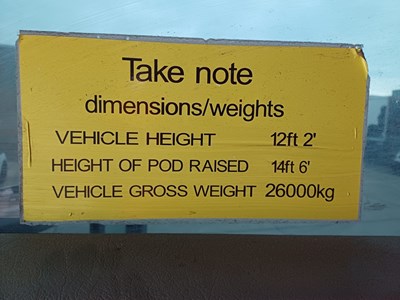 Take note
dimensions/weights
VEHICLE HEIGHT 12ft 2'
HEIGHT OF POD RAISED 14ft 6'
VEHICLE GROSS WEIGHT 26000kg